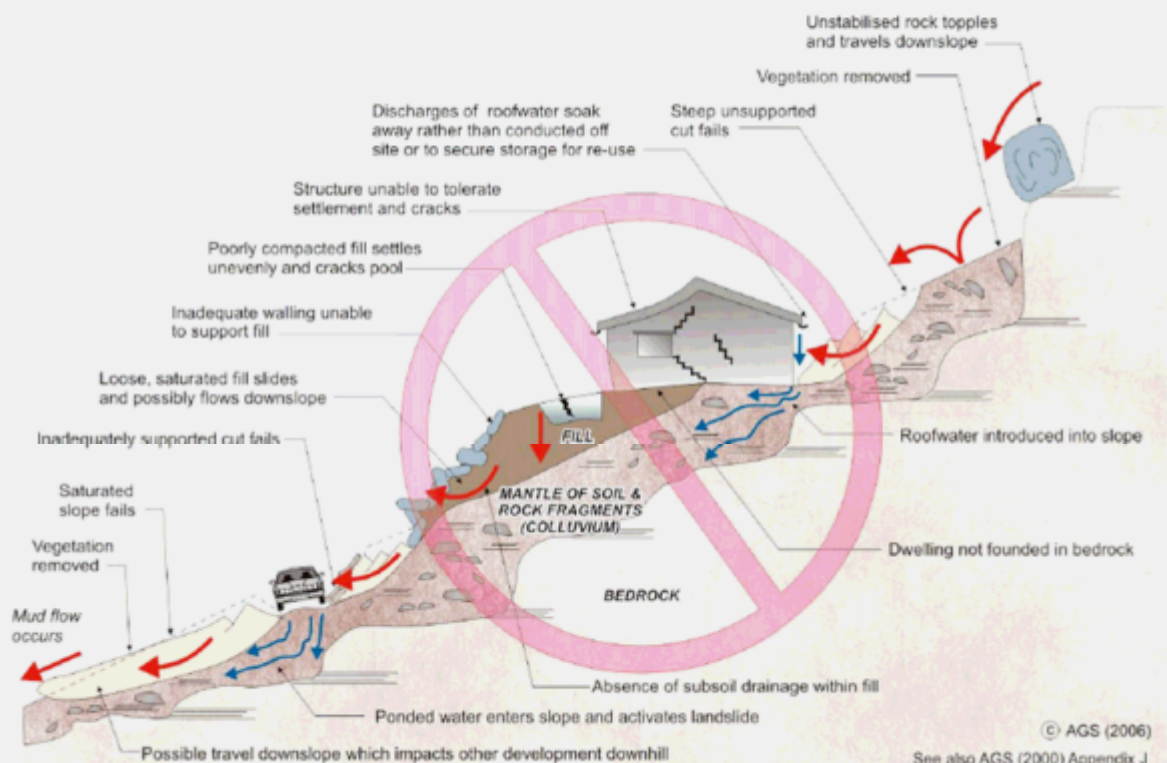 Unstabilised rock topples
and travels downslope
Vegetation removed
Steep unsupported
cut fails
Discharges of roofwater soak
away rather than conducted off
site or to secure storage for re-use
Structure unable to tolerate
settlement and cracks
Poorly compacted fill settles
unevenly and cracks pool
Inadequate walling unable
to support fill
Loose, saturated fill slides
and possibly flows downslope
Inadequately supported cut fails
Saturated
slope fails
Vegetation
removed
Mud flow
occurs
FILL
MANTLE OF SOIL &
ROCK FRAGMENTS
(COLLUVIUM)
BEDROCK
Roofwater introduced into slope
Dwelling not founded in bedrock
Absence of subsoil drainage within fill
Ponded water enters slope and activates landslide
Possible travel downslope which impacts other development downhill
© AGS (2006)
See also AGS (2000) Appendix J